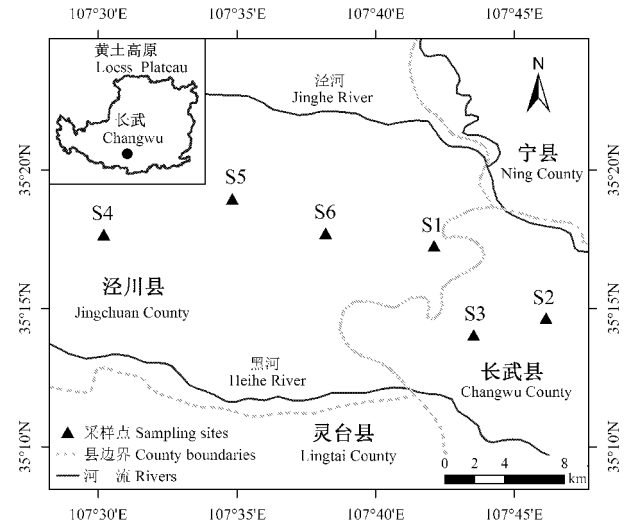 107°30′E 107°35′E 107°40′E 107°45′E
黄土高原
Locss Plateau
长武
Changwu
泾河
Jinghe River
N
宁县
Ning County
35°20′N
35°20′N
S5
S4
S6
S1
泾川县
Jingchuan County
S2
S3
35°15′N
35°15′N
黑河
Heihe River
长武县
Changwu County
采样点 Sampling sites
县边界 County boundaries
河 流 Rivers
灵台县
Lingtai County
35°10′N
35°10′N
0 2 4 8
km
107°30′E 107°35′E 107°40′E 107°45′E